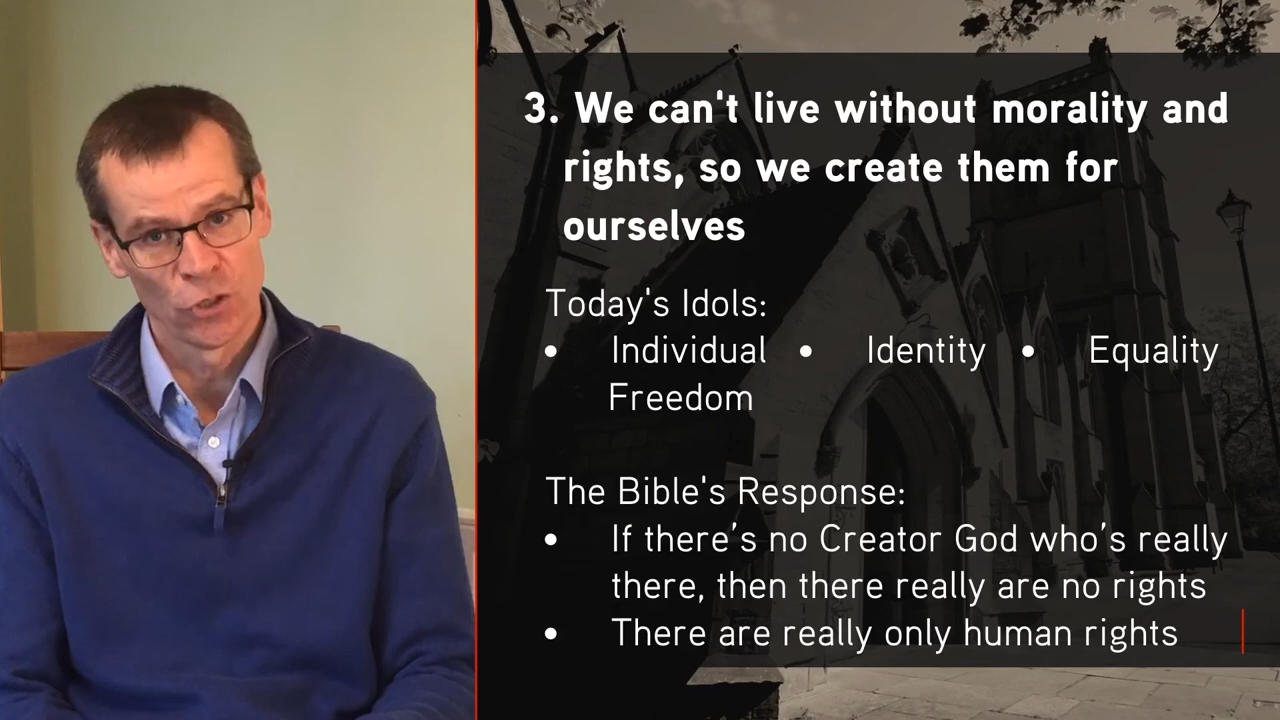 3. We can't live without morality and
rights, so we create them for
ourselves
Today's Idols:
• Individual • Identity • Equality
Freedom
The Bible's Response:
• If there’s no Creator God who’s really
there, then there really are no rights
• There are really only human rights